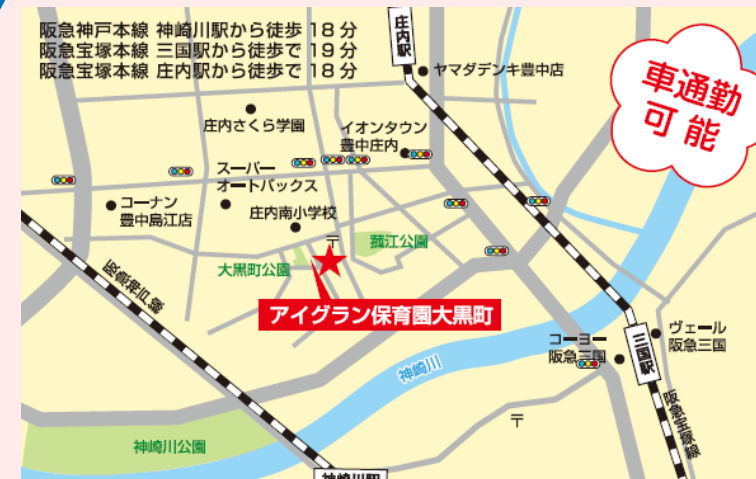 阪急神戸本線 神崎川駅から徒歩 18 分
阪急宝塚本線 三国駅から徒歩で 19 分
阪急宝塚本線 庄内駅から徒歩で 18 分
庄内駅
ヤマダデンキ豊中店
車通勤
可 能
庄内さくら学園
イオンタウン
豊中庄内
スーパー
オートバックス
コーナン
豊中島江店
庄内南小学校
〒
菰江公園
大黒町公園
阪急神戸線
アイグラン保育園大黒町
神崎川
コーヨー
阪急三国
三国駅
ヴェール
阪急三国
阪急宝塚線
〒
神崎川公園
神崎川駅